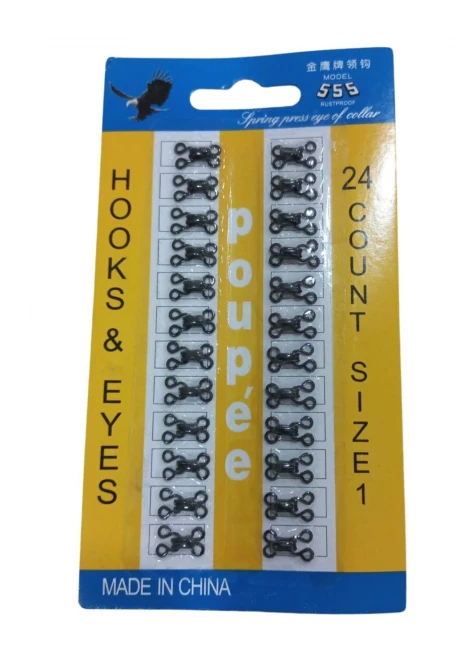 金鹰牌领钩
MODEL
555
RUSTPROOF
Spring press eye of collar
HOOKS & EYES
poupée
24 COUNT SIZE 1
MADE IN CHINA